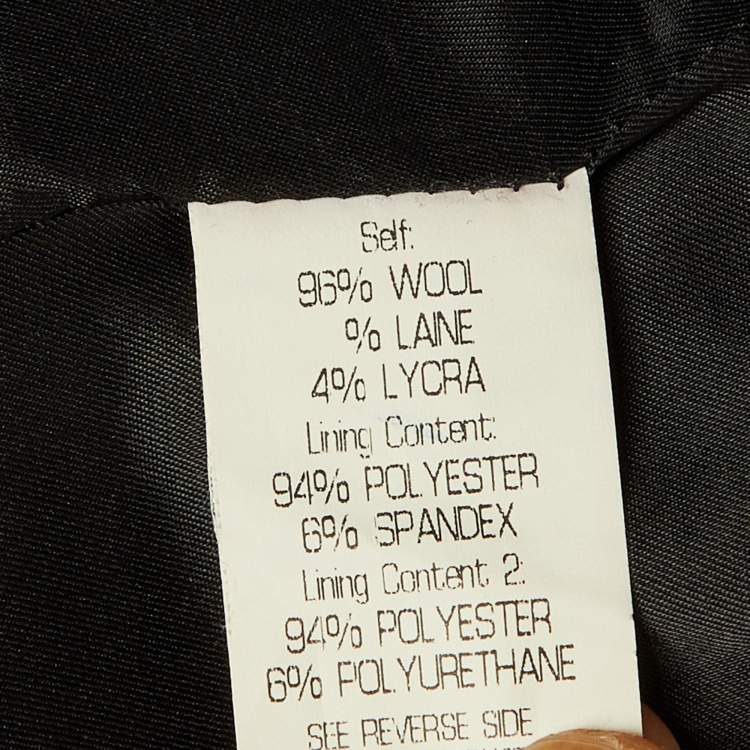 Self:
96% WOOL
% LAINE
4% LYCRA
Lining Content:
94% POLYESTER
6% SPANDEX
Lining Content 2:
94% POLYESTER
6% POLYURETHANE
SEE REVERSE SIDE